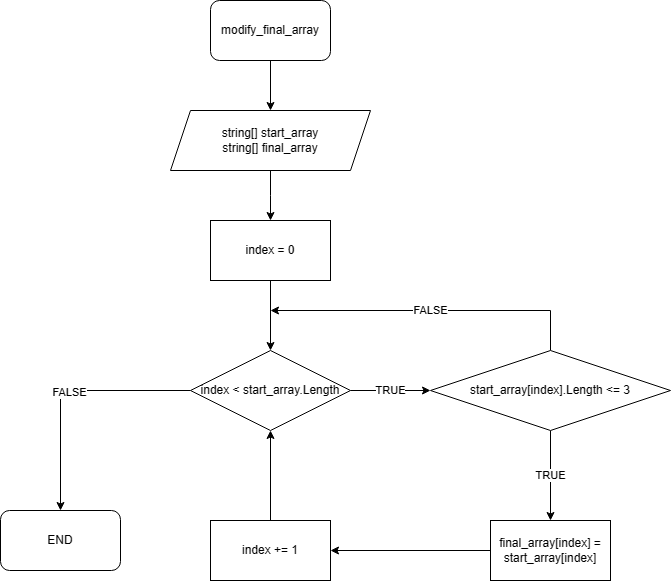 modify_final_array
string[] start_array
string[] final_array
index = 0
FALSE
index < start_array.Length
TRUE
start_array[index].Length <= 3
FALSE
TRUE
END
index += 1
final_array[index] =
start_array[index]